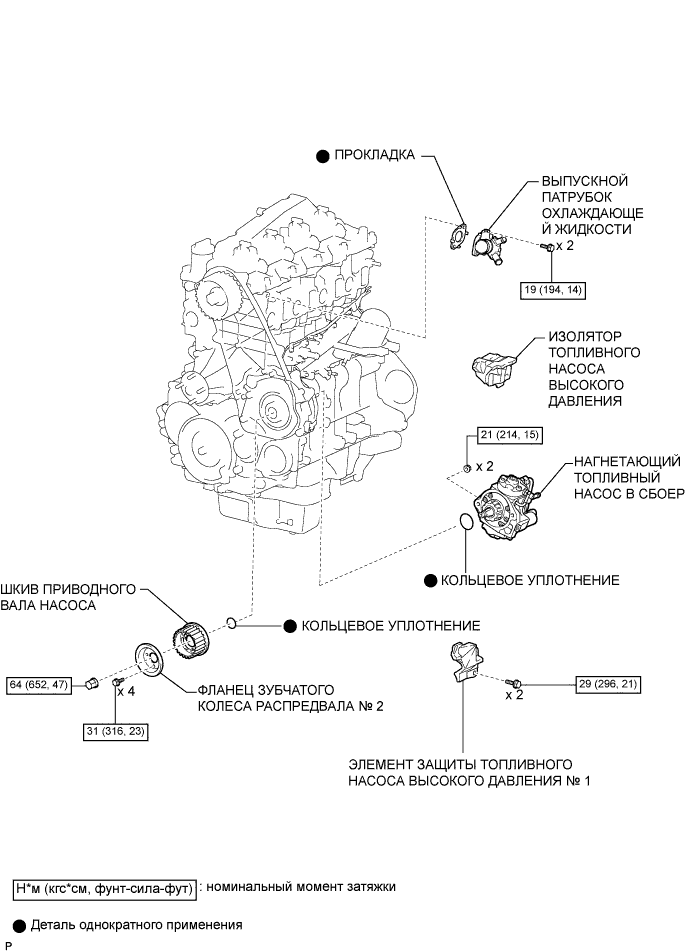 ● ПРОКЛАДКА
ВЫПУСКНОЙ
ПАТРУБОК
ОХЛАЖДАЮЩЕ
Й ЖИДКОСТИ
x 2
19 (194, 14)
ИЗОЛЯТОР
ТОПЛИВНОГО
НАСОСА
ВЫСОКОГО
ДАВЛЕНИЯ
21 (214, 15)
x 2
НАГНЕТАЮЩИЙ
ТОПЛИВНЫЙ
НАСОС В СБОЕР
● КОЛЬЦЕВОЕ УПЛОТНЕНИЕ
ШКИВ ПРИВОДНОГО
ВАЛА НАСОСА
● КОЛЬЦЕВОЕ УПЛОТНЕНИЕ
64 (652, 47)
x 4
31 (316, 23)
ФЛАНЕЦ ЗУБЧАТОГО
КОЛЕСА РАСПРЕДВАЛА № 2
29 (296, 21)
x 2
ЭЛЕМЕНТ ЗАЩИТЫ ТОПЛИВНОГО
НАСОСА ВЫСОКОГО ДАВЛЕНИЯ № 1
Н*м (кгс*см, фунт-сила-фут) : номинальный момент затяжки
● Деталь однократного применения
P